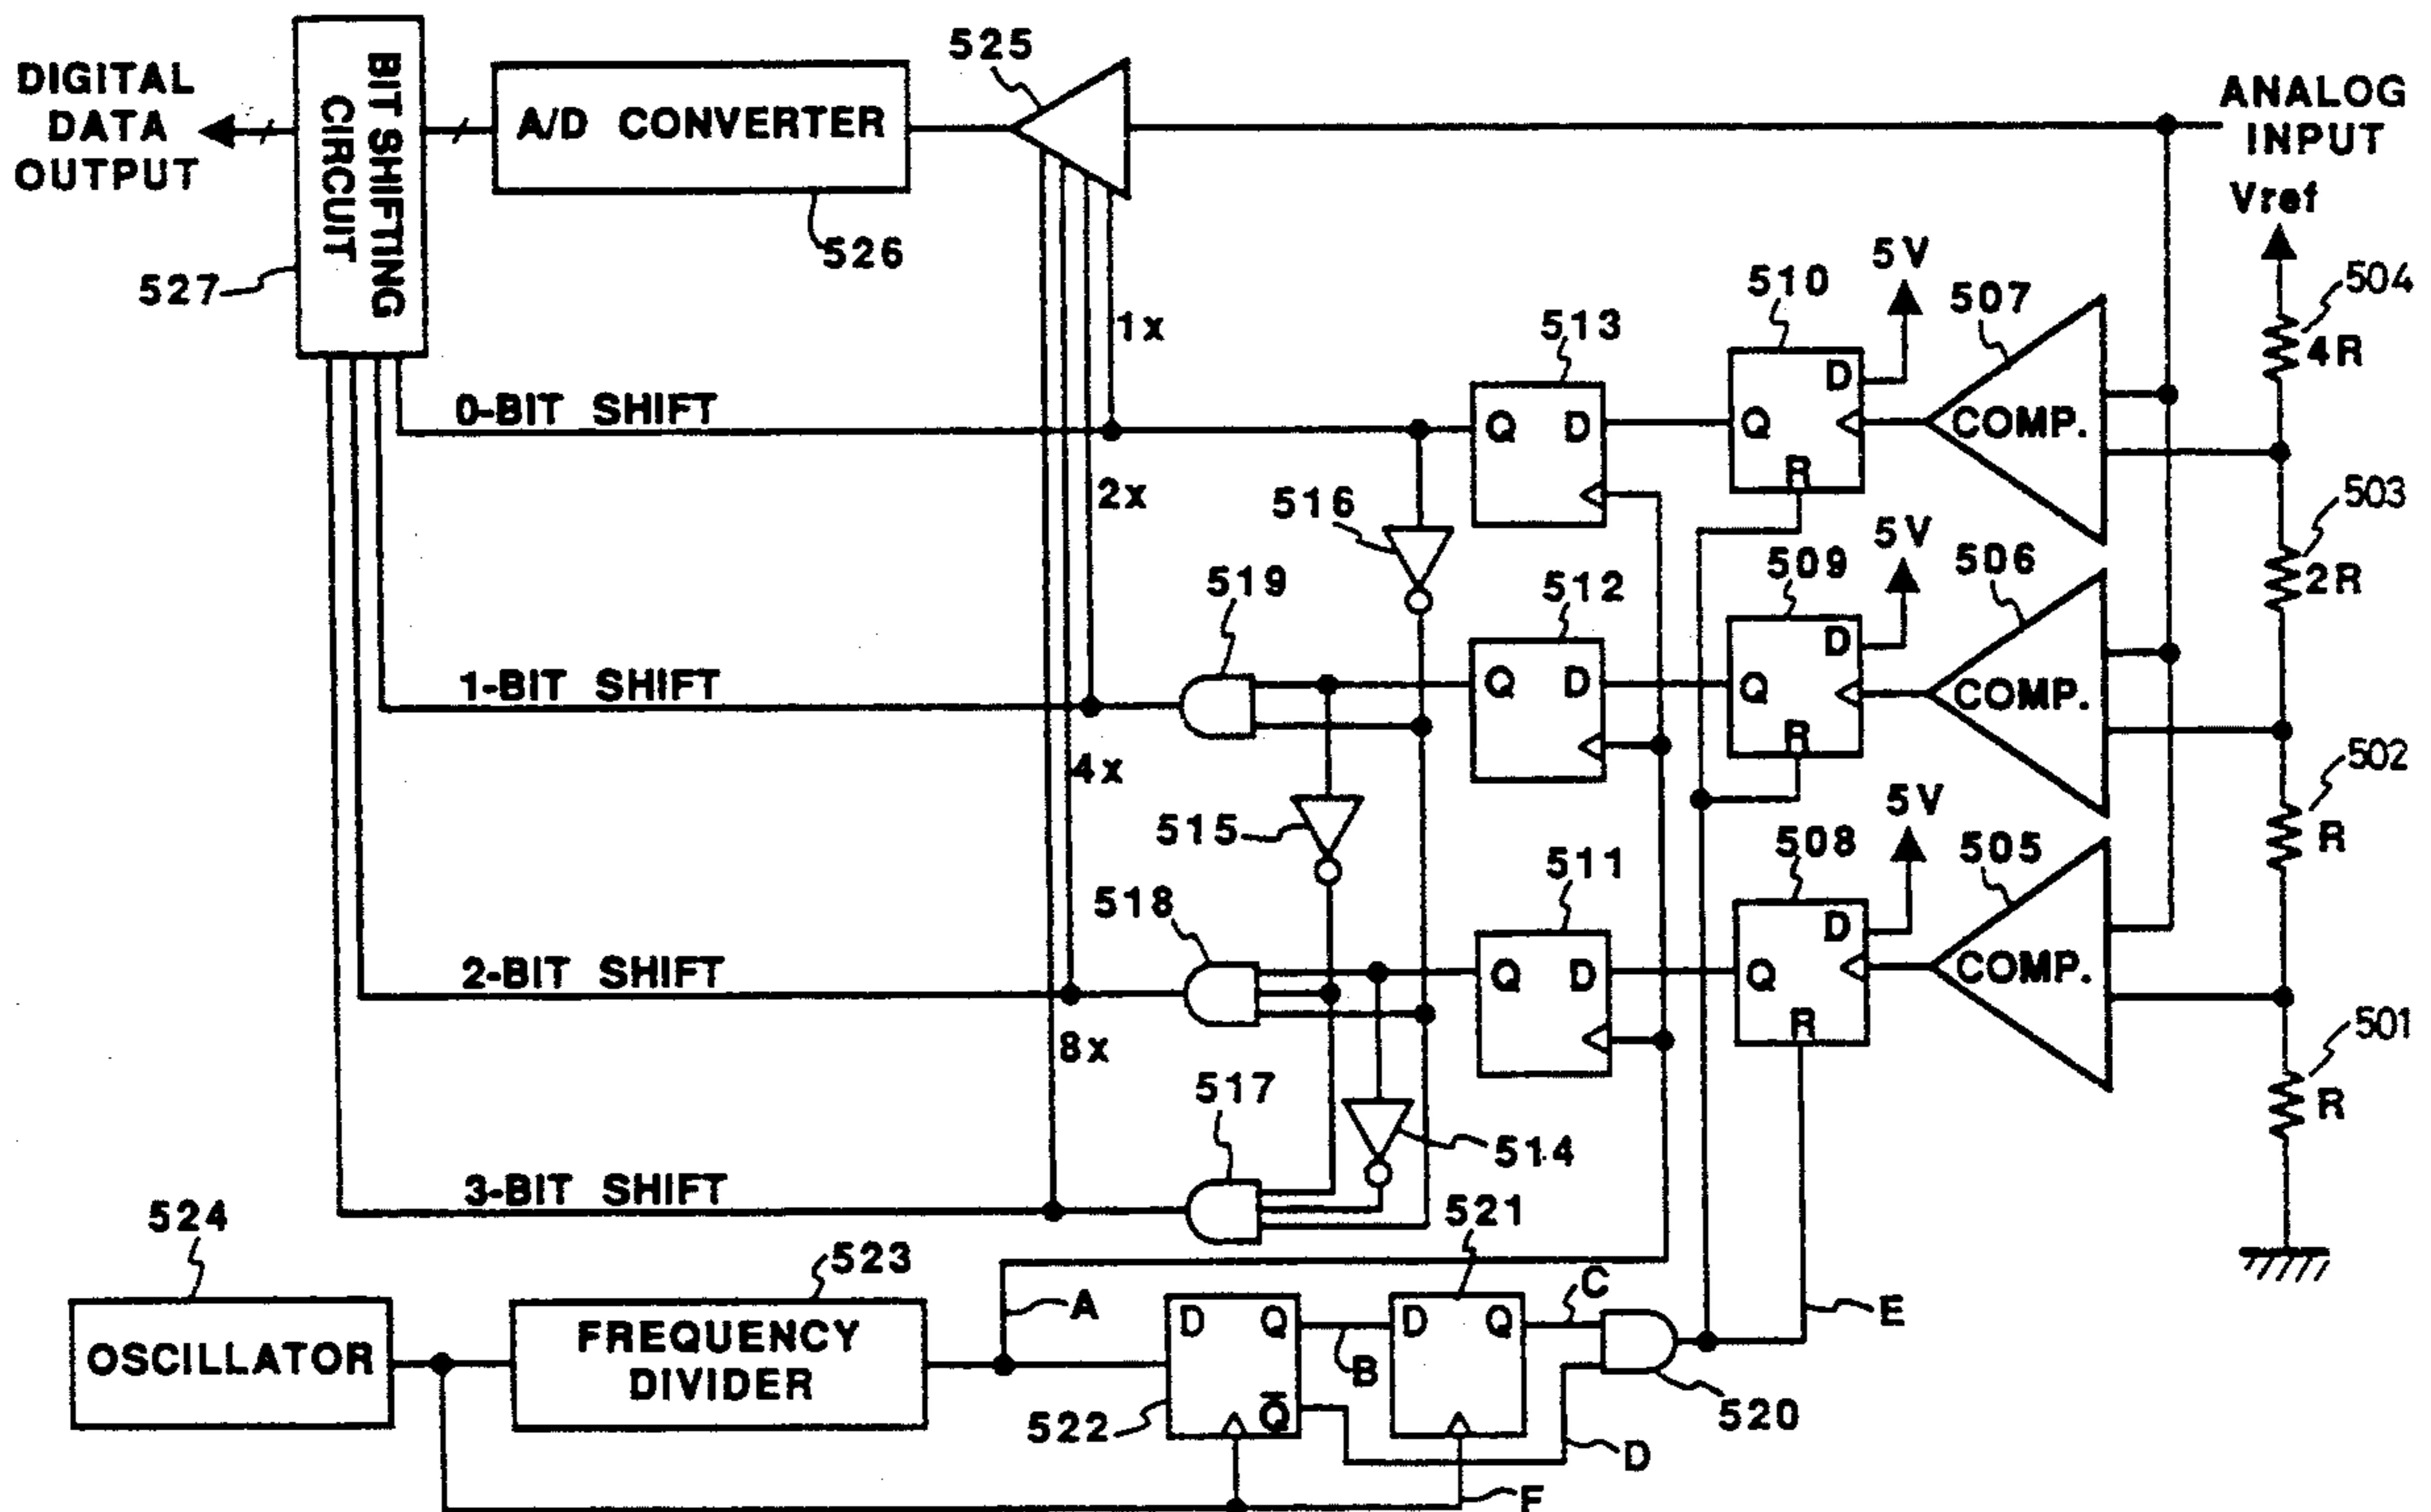 DIGITAL
DATA
OUTPUT
BIT SHIFTING
CIRCUIT
527
A/D CONVERTER
526
525
ANALOG
INPUT
Vref
504
4R
503
2R
502
R
501
R
507
COMP.
506
COMP.
505
COMP.
5V
510
D
Q
R
5V
509
D
Q
R
5V
508
D
Q
R
513
Q D
512
Q D
511
Q D
516
515
514
519
518
517
1x
2x
4x
8x
0-BIT SHIFT
1-BIT SHIFT
2-BIT SHIFT
3-BIT SHIFT
524
OSCILLATOR
523
FREQUENCY
DIVIDER
A
522
D Q
Q̅
B
521
D Q
C
520
D
E
F